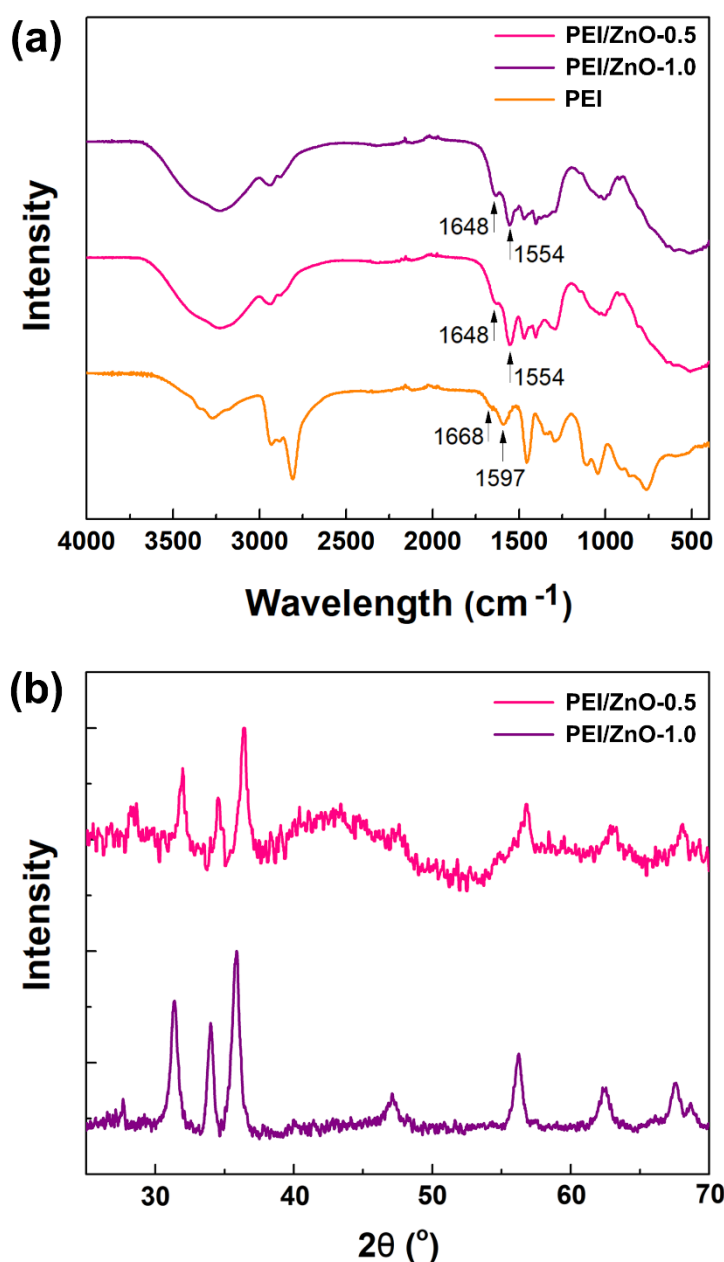 (a)
PEI/ZnO-0.5
PEI/ZnO-1.0
PEI
1648
1554
1648
1554
1668
1597
Intensity
4000 3500 3000 2500 2000 1500 1000 500
Wavelength (cm -1)
(b)
PEI/ZnO-0.5
PEI/ZnO-1.0
Intensity
30 40 50 60 70
2θ (o)